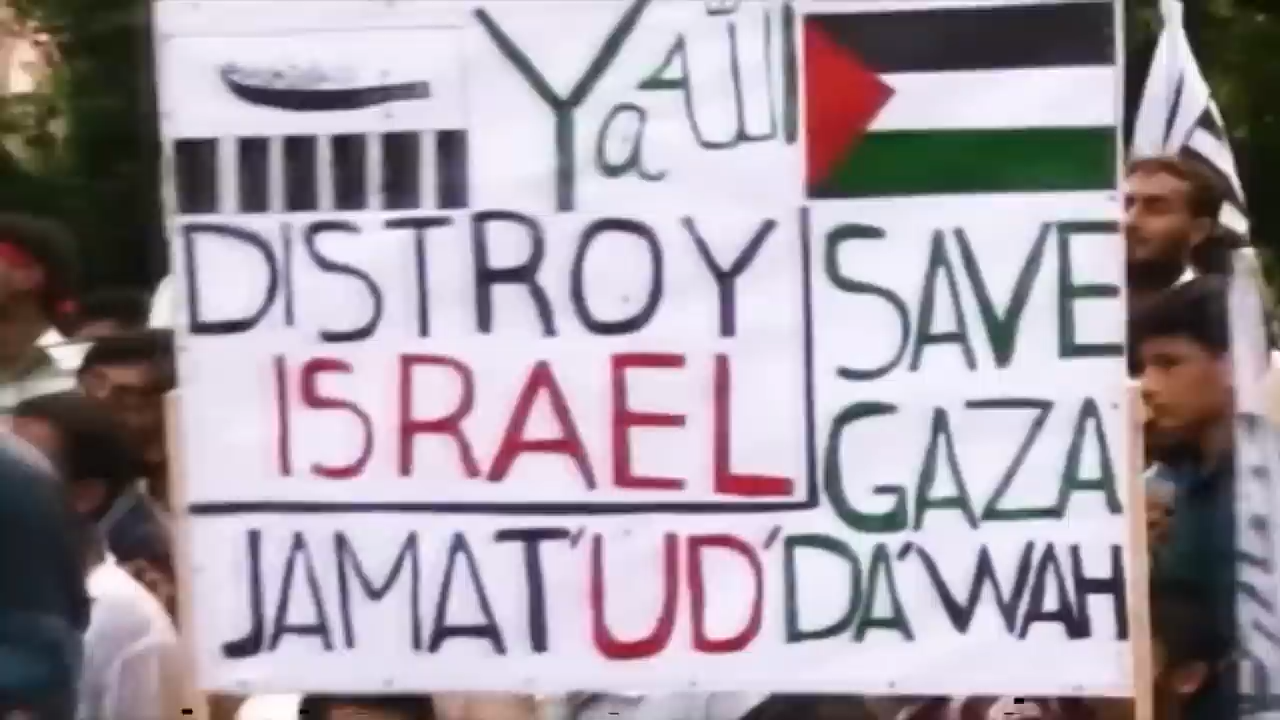 Ya الله
DISTROY
ISRAEL
SAVE
GAZA
JAMAT'UD'DA'WAH